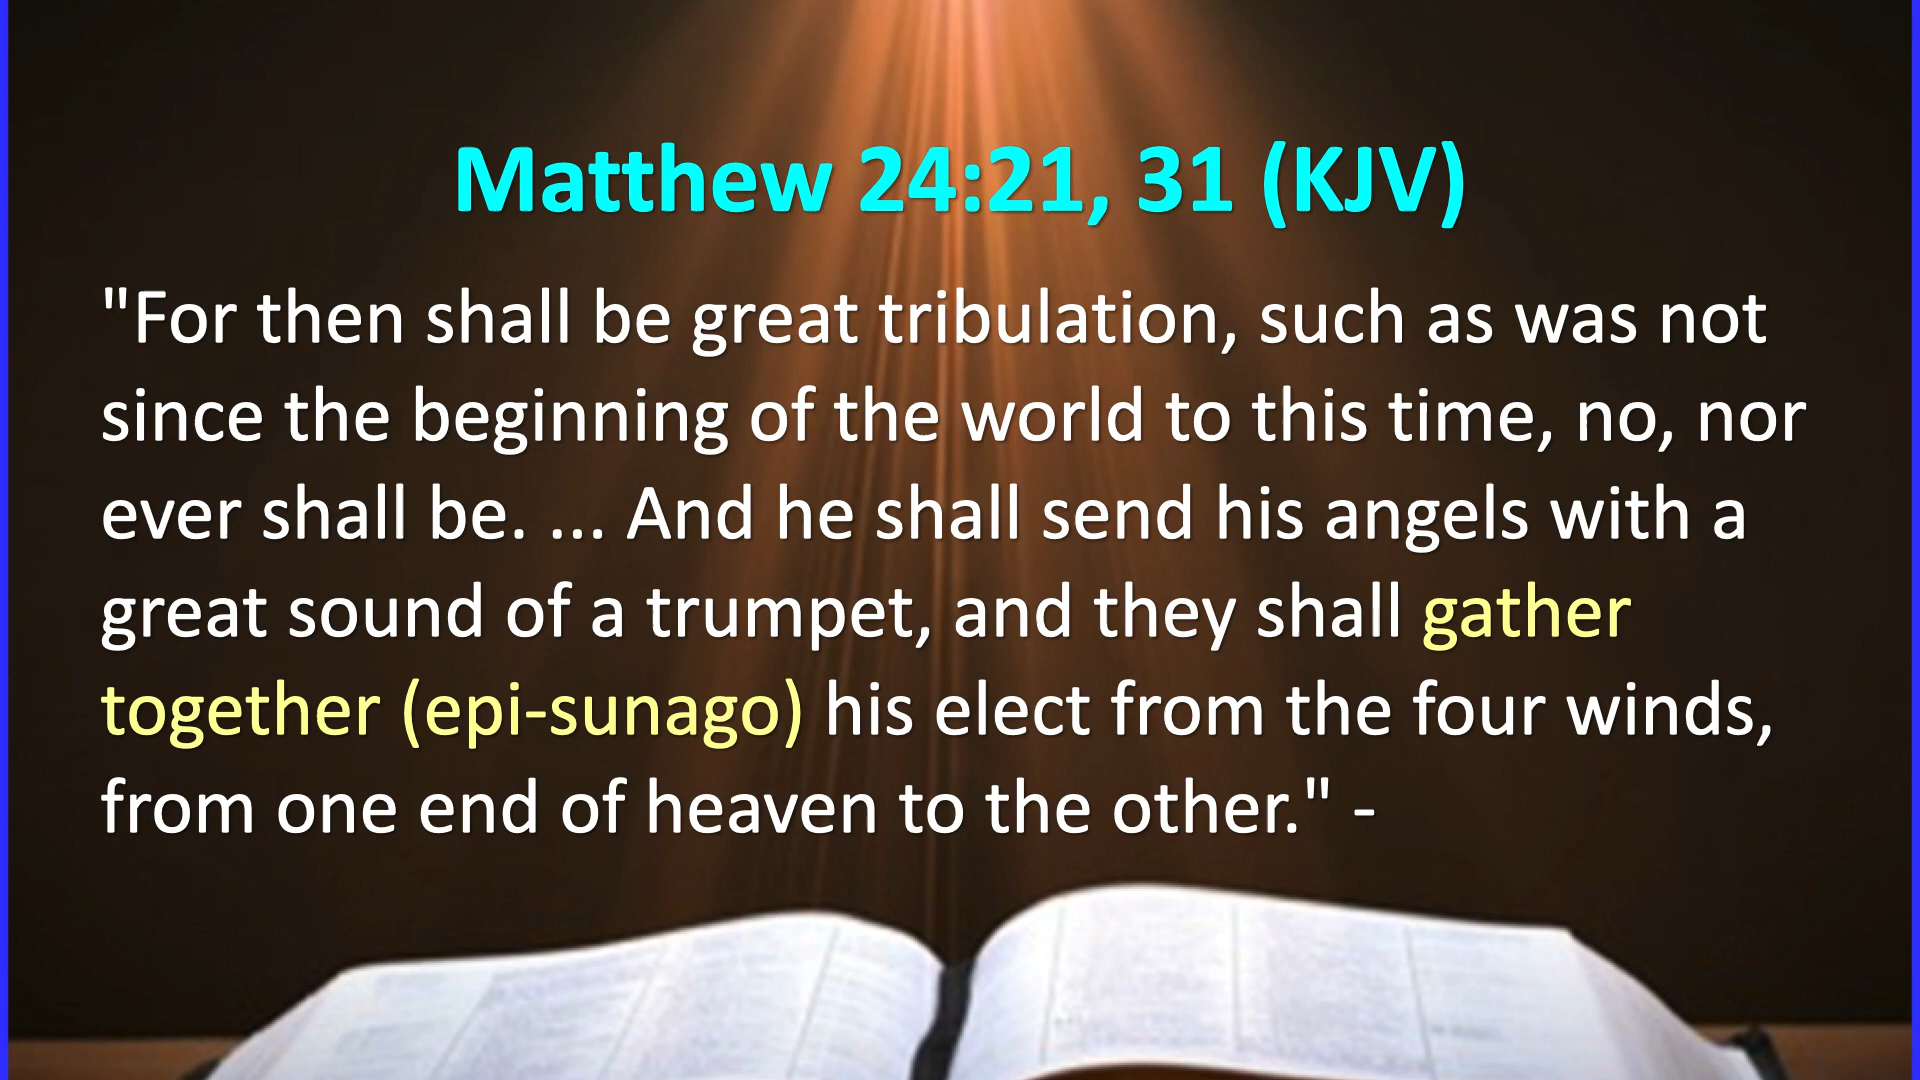 Matthew 24:21, 31 (KJV)
"For then shall be great tribulation, such as was not
since the beginning of the world to this time, no, nor
ever shall be. ... And he shall send his angels with a
great sound of a trumpet, and they shall gather
together (epi-sunago) his elect from the four winds,
from one end of heaven to the other." -